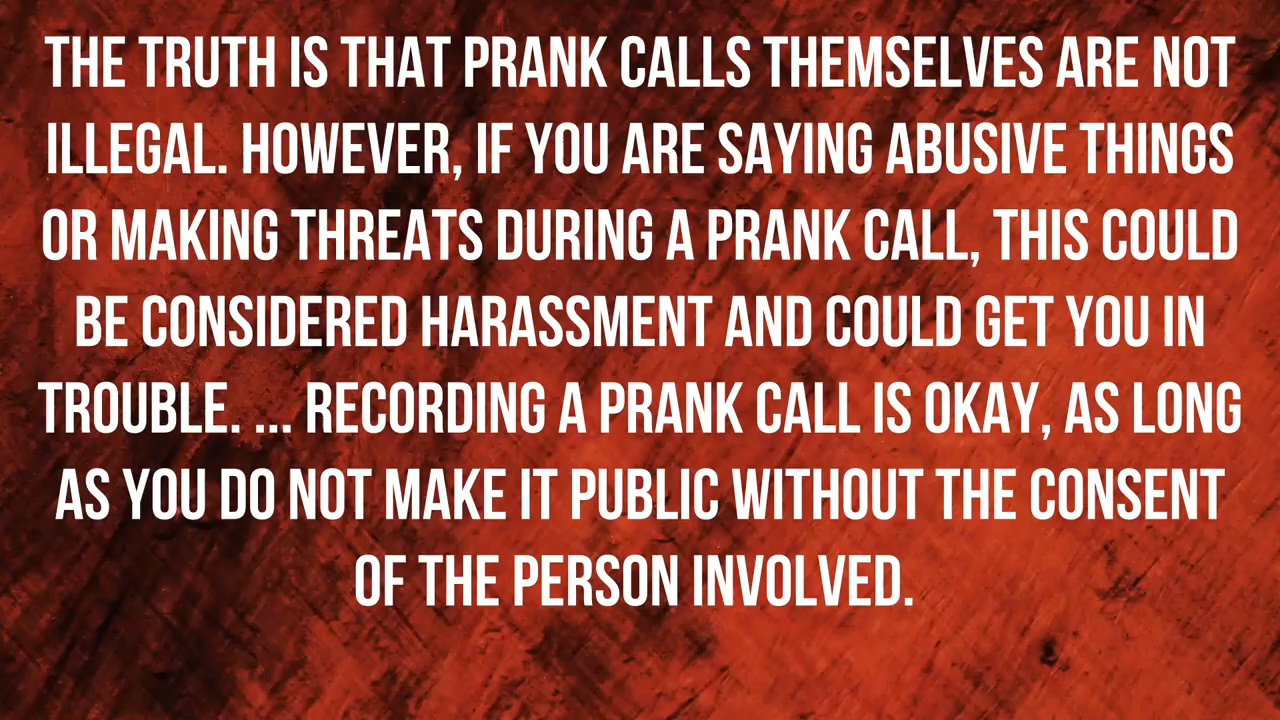 THE TRUTH IS THAT PRANK CALLS THEMSELVES ARE NOT
ILLEGAL. HOWEVER, IF YOU ARE SAYING ABUSIVE THINGS
OR MAKING THREATS DURING A PRANK CALL, THIS COULD
BE CONSIDERED HARASSMENT AND COULD GET YOU IN
TROUBLE. ... RECORDING A PRANK CALL IS OKAY, AS LONG
AS YOU DO NOT MAKE IT PUBLIC WITHOUT THE CONSENT
OF THE PERSON INVOLVED.